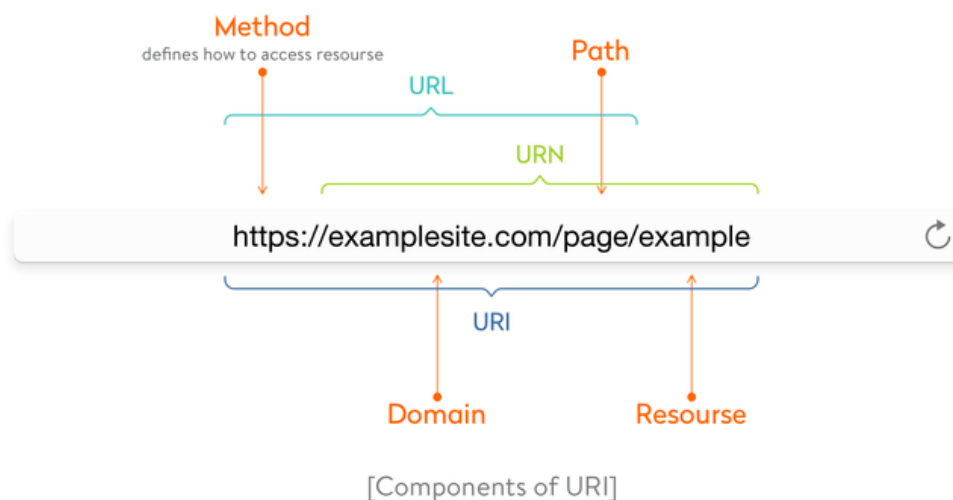 Method
defines how to access resourse
Path
URL
URN
https://examplesite.com/page/example
URI
Domain
Resourse
[Components of URI]